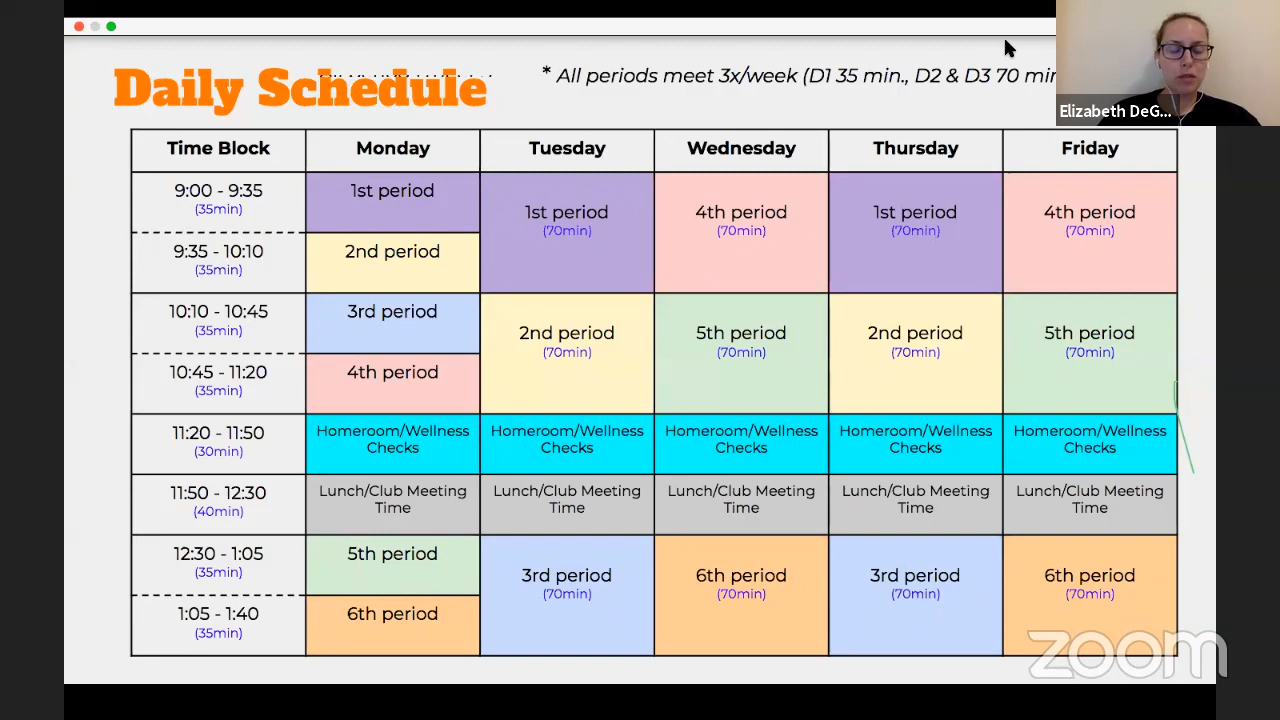 Daily Schedule
* All periods meet 3x/week (D1 35 min., D2 & D3 70 min
Elizabeth DeG...
Time Block Monday Tuesday Wednesday Thursday Friday
9:00 - 9:35
(35min)
1st period
1st period
(70min)
4th period
(70min)
1st period
(70min)
4th period
(70min)
9:35 - 10:10
(35min)
2nd period
10:10 - 10:45
(35min)
3rd period
2nd period
(70min)
5th period
(70min)
2nd period
(70min)
5th period
(70min)
10:45 - 11:20
(35min)
4th period
11:20 - 11:50
(30min)
Homeroom/Wellness
Checks
Homeroom/Wellness
Checks
Homeroom/Wellness
Checks
Homeroom/Wellness
Checks
Homeroom/Wellness
Checks
11:50 - 12:30
(40min)
Lunch/Club Meeting
Time
Lunch/Club Meeting
Time
Lunch/Club Meeting
Time
Lunch/Club Meeting
Time
Lunch/Club Meeting
Time
12:30 - 1:05
(35min)
5th period
3rd period
(70min)
6th period
(70min)
3rd period
(70min)
6th period
(70min)
1:05 - 1:40
(35min)
6th period
zoom